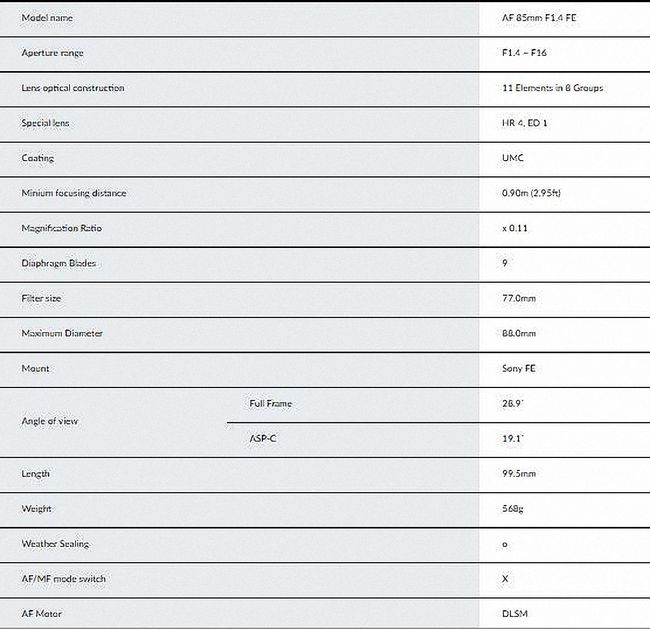 Model name AF 85mm F1.4 FE
Aperture range F1.4 ~ F16
Lens optical construction 11 Elements in 8 Groups
Special lens HR 4, ED 1
Coating UMC
Minium focusing distance 0.90m (2.95ft)
Magnification Ratio x 0.11
Diaphragm Blades 9
Filter size 77.0mm
Maximum Diameter 88.0mm
Mount Sony FE
Angle of view
Full Frame 28.9˚
ASP-C 19.1˚
Length 99.5mm
Weight 568g
Weather Sealing o
AF/MF mode switch X
AF Motor DLSM